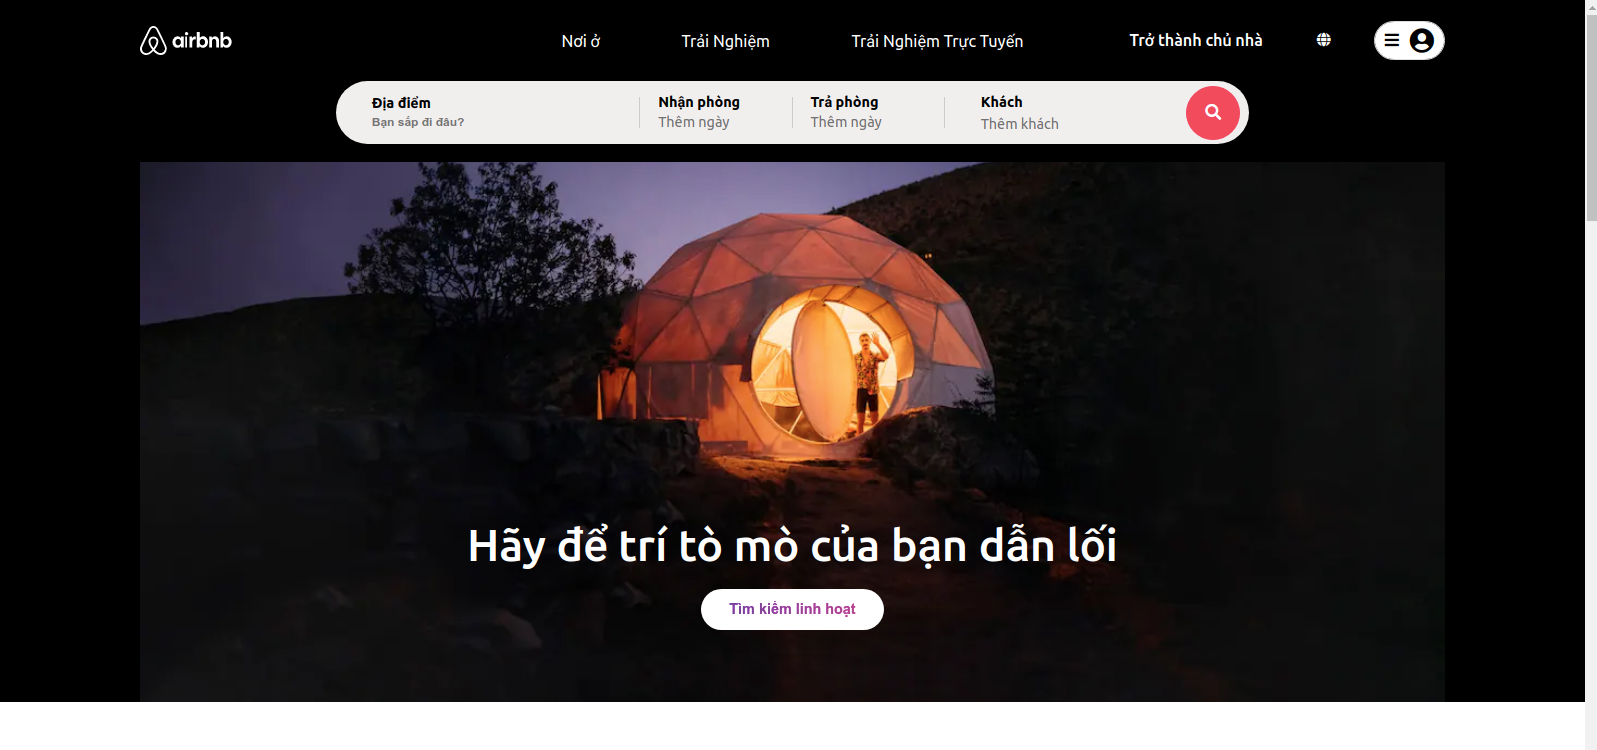 airbnb
Nơi ở
Trải Nghiệm
Trải Nghiệm Trực Tuyến
Trở thành chủ nhà
Địa điểm
Bạn sắp đi đâu?
Nhận phòng
Thêm ngày
Trả phòng
Thêm ngày
Khách
Thêm khách
Hãy để trí tò mò của bạn dẫn lối
Tìm kiếm linh hoạt